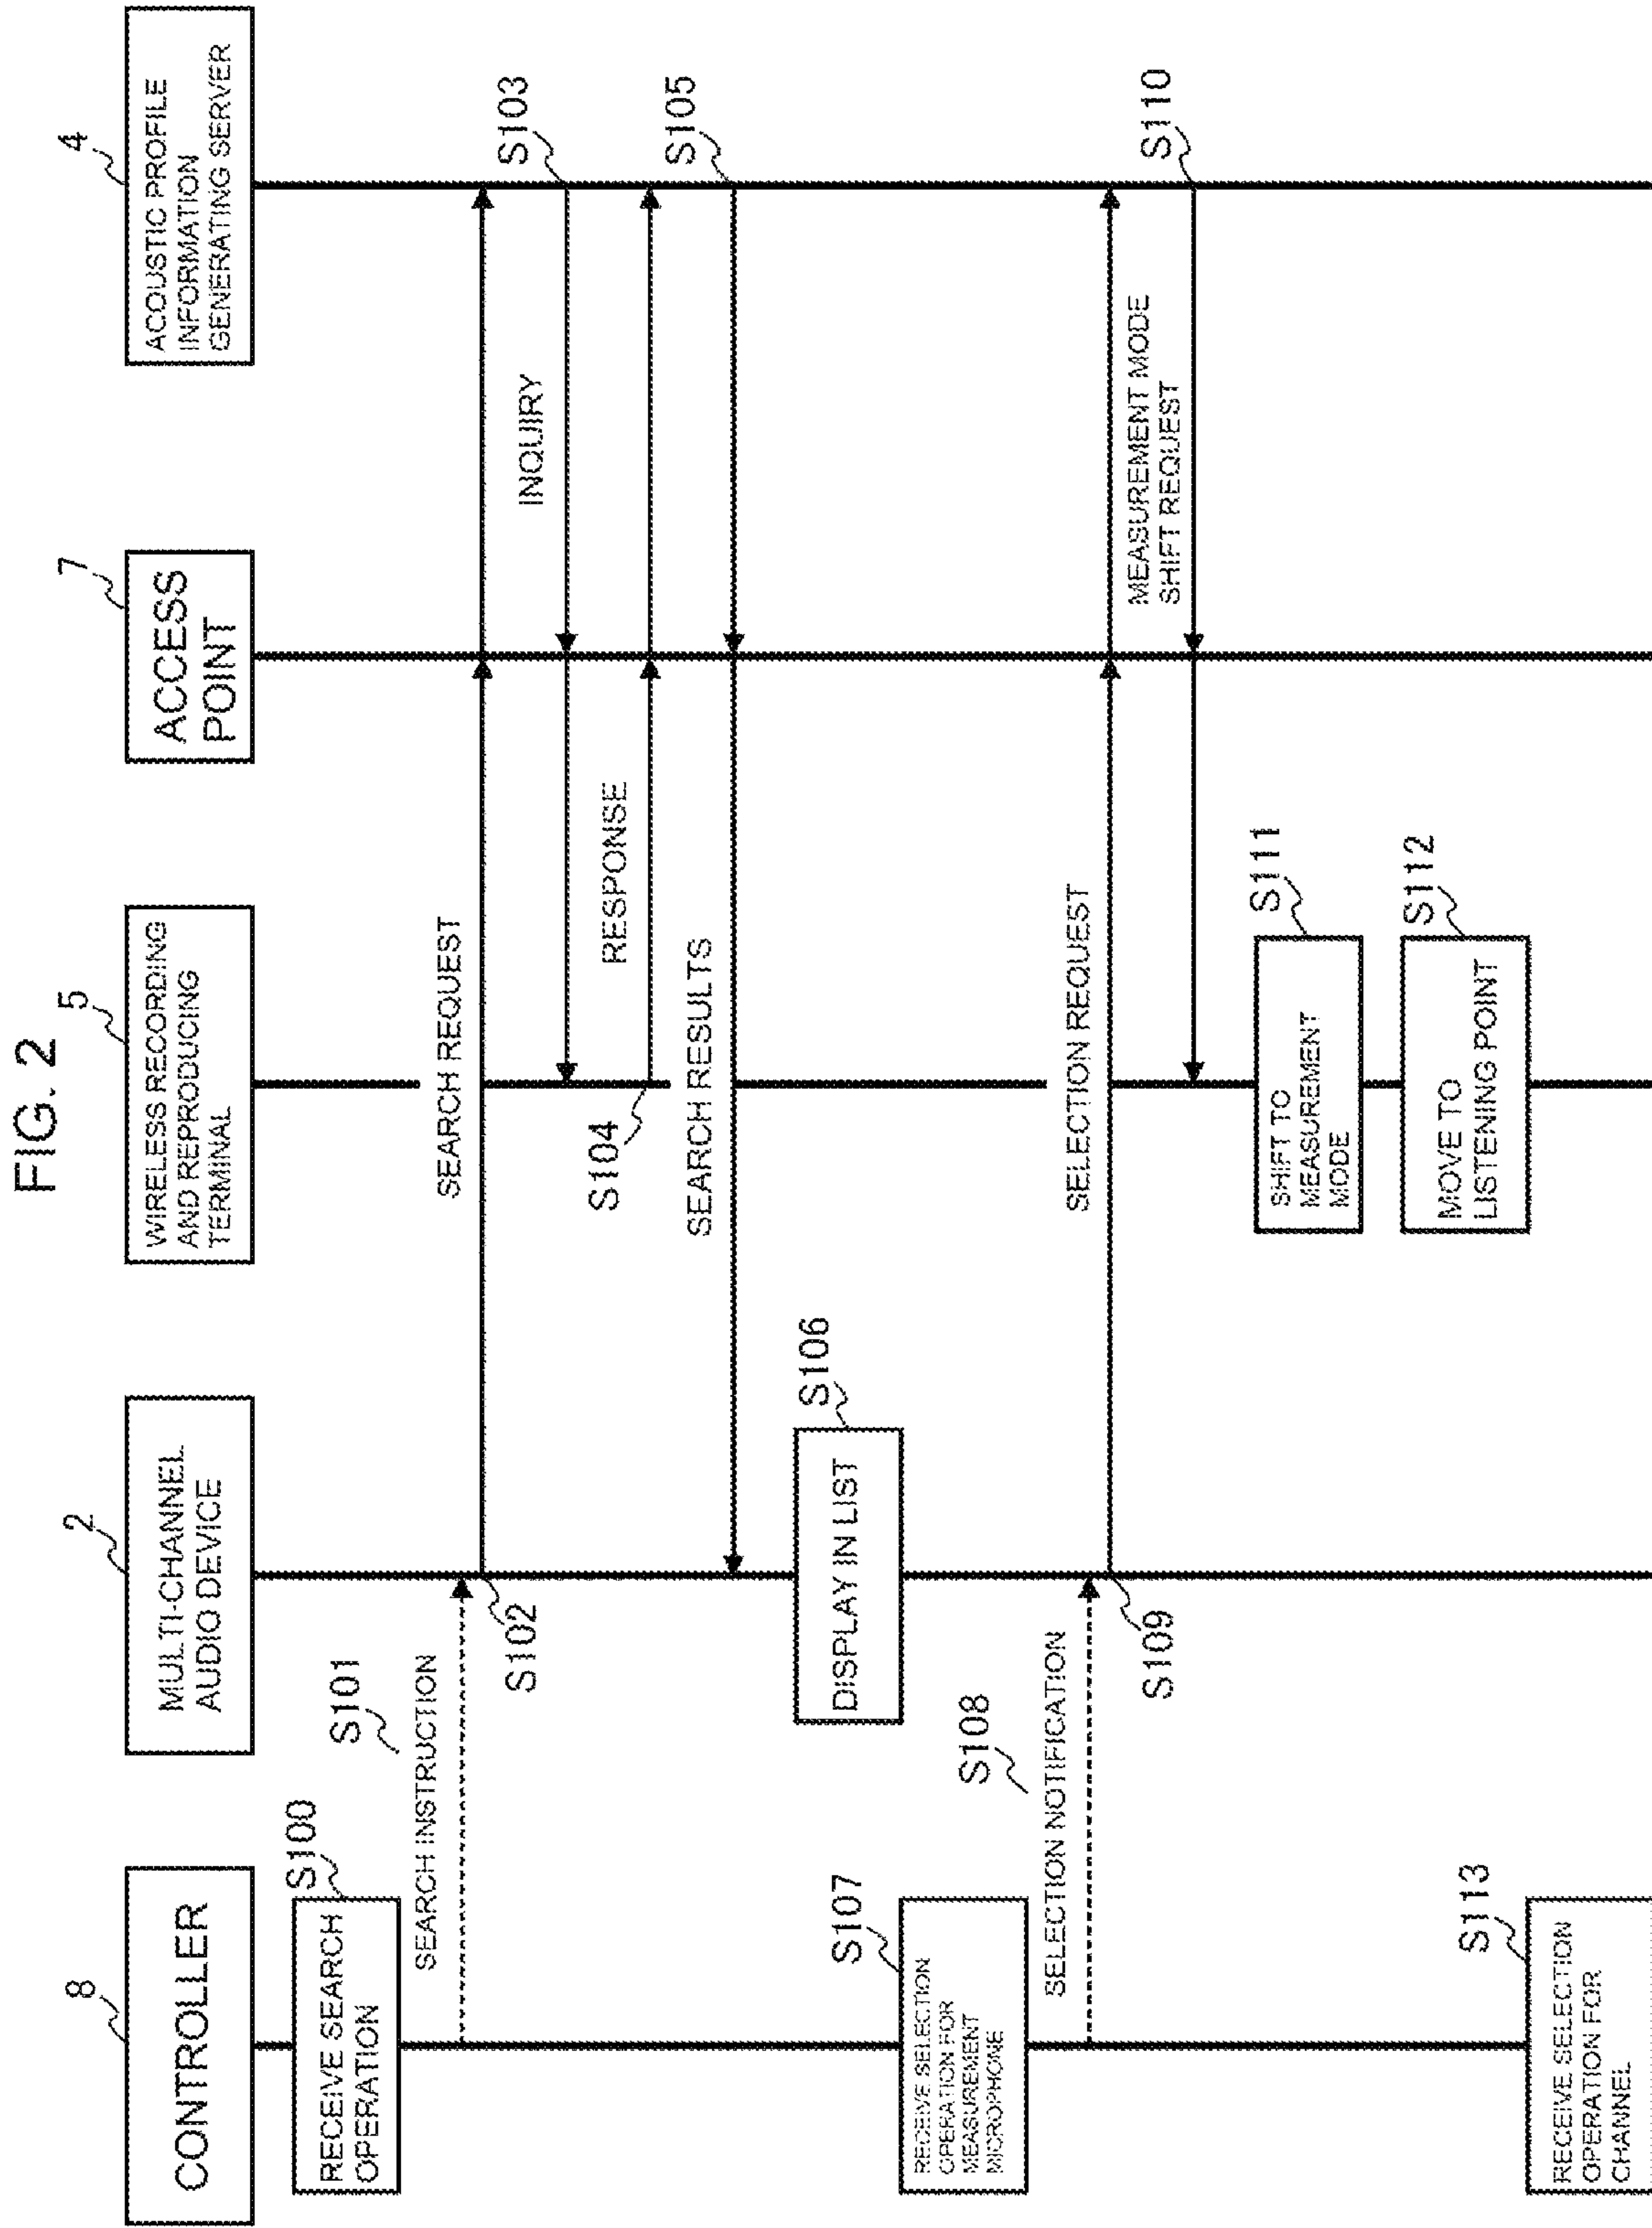 FIG. 2
8
CONTROLLER
2
MULTI-CHANNEL
AUDIO DEVICE
5
WIRELESS RECORDING
AND REPRODUCING
TERMINAL
7
ACCESS
POINT
4
ACOUSTIC PROFILE
INFORMATION
GENERATING SERVER
S100
RECEIVE SEARCH
OPERATION
S101
SEARCH INSTRUCTION
S102
SEARCH REQUEST
S103
INQUIRY
S104
RESPONSE
S105
SEARCH RESULTS
S106
DISPLAY IN LIST
S107
RECEIVE SELECTION
OPERATION FOR
MEASUREMENT
MICROPHONE
S108
SELECTION NOTIFICATION
S109
SELECTION REQUEST
S110
MEASUREMENT MODE
SHIFT REQUEST
S111
SHIFT TO
MEASUREMENT
MODE
S112
MOVE TO
LISTENING POINT
S113
RECEIVE SELECTION
OPERATION FOR
CHANNEL